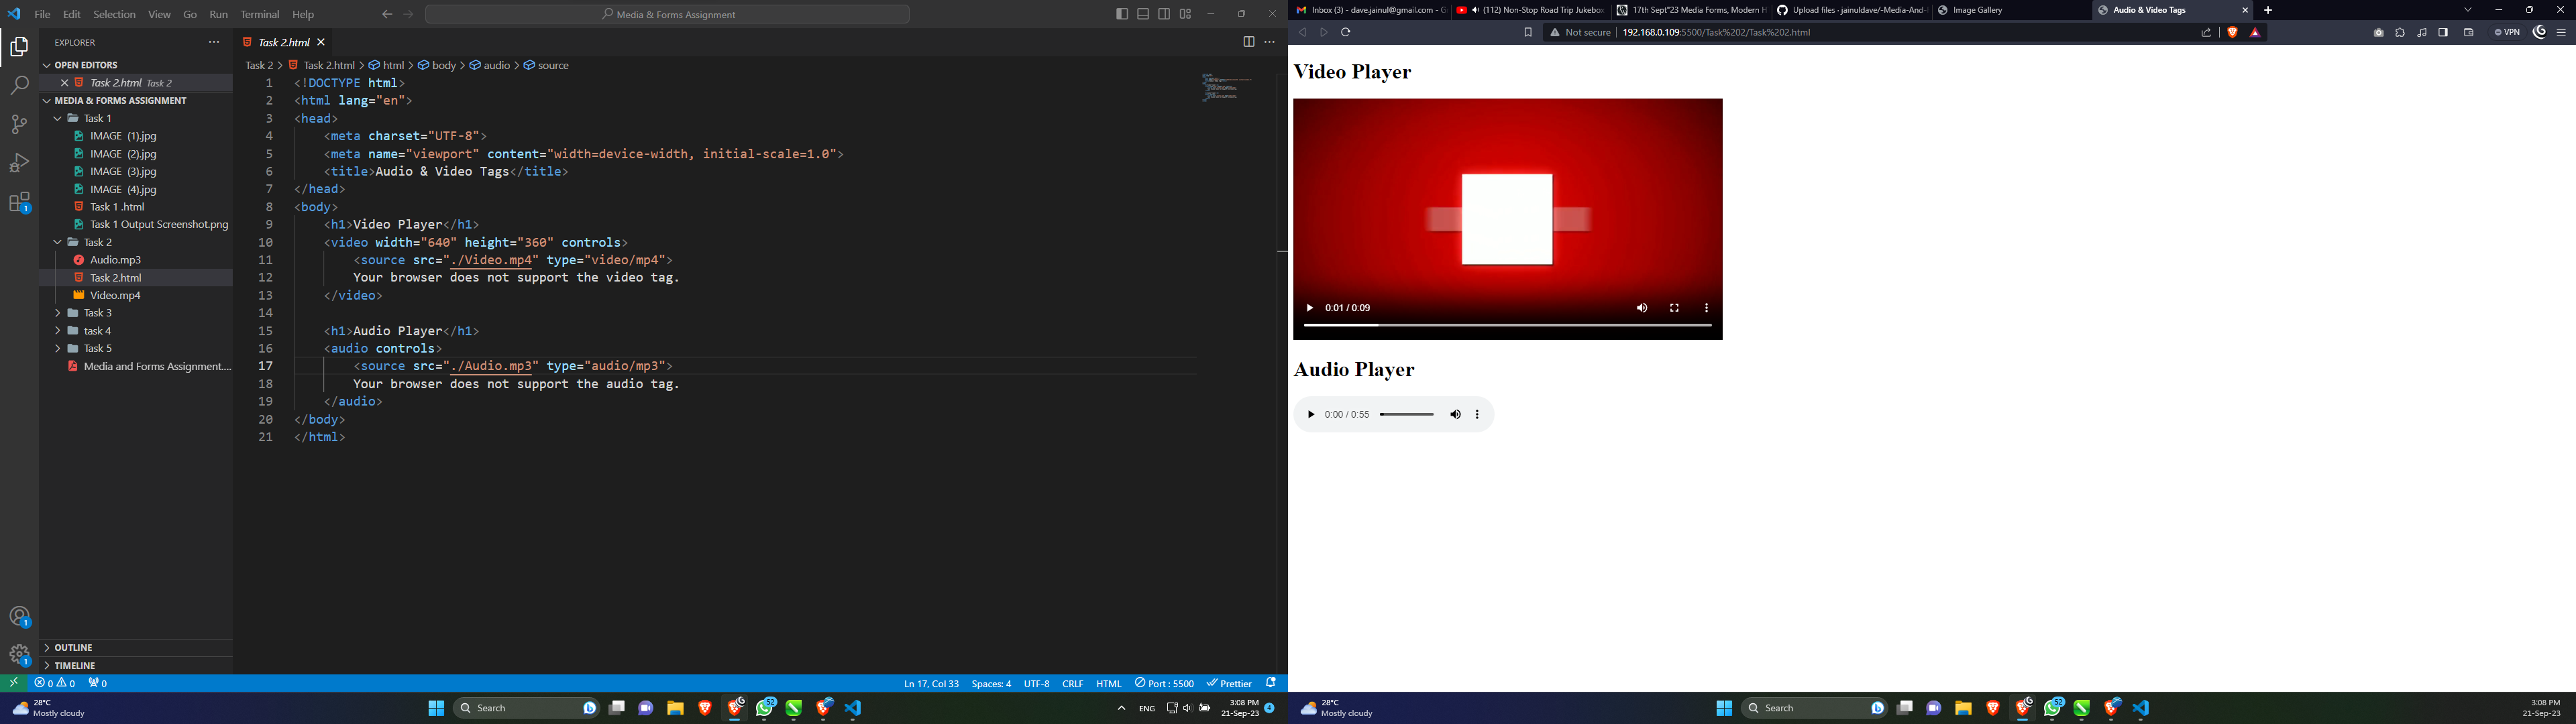 File Edit Selection View Go Run Terminal Help
Media & Forms Assignment
EXPLORER
OPEN EDITORS
Task 2.html Task 2
MEDIA & FORMS ASSIGNMENT
Task 1
IMAGE (1).jpg
IMAGE (2).jpg
IMAGE (3).jpg
IMAGE (4).jpg
Task 1 .html
Task 1 Output Screenshot.png
Task 2
Audio.mp3
Task 2.html
Video.mp4
Task 3
task 4
Task 5
Media and Forms Assignment....
OUTLINE
TIMELINE
1
1
1
Task 2.html
Task 2 > Task 2.html > html > body > audio > source
1 <!DOCTYPE html>
2 <html lang="en">
3 <head>
4 <meta charset="UTF-8">
5 <meta name="viewport" content="width=device-width, initial-scale=1.0">
6 <title>Audio & Video Tags</title>
7 </head>
8 <body>
9 <h1>Video Player</h1>
10 <video width="640" height="360" controls>
11 <source src="./Video.mp4" type="video/mp4">
12 Your browser does not support the video tag.
13 </video>
14
15 <h1>Audio Player</h1>
16 <audio controls>
17 <source src="./Audio.mp3" type="audio/mp3">
18 Your browser does not support the audio tag.
19 </audio>
20 </body>
21 </html>
0 0 0
Ln 17, Col 33 Spaces: 4 UTF-8 CRLF HTML Port : 5500 Prettier
28°C
Mostly cloudy
Search
52
ENG
3:08 PM
21-Sep-23
4
Inbox (3) - dave.jainul@gmail.com - G
(112) Non-Stop Road Trip Jukebox
17th Sept"23 Media Forms, Modern H
Upload files · jainuldave/-Media-And-
Image Gallery
Audio & Video Tags
Not secure 192.168.0.109:5500/Task%202/Task%202.html
VPN
Video Player
0:01 / 0:09
Audio Player
0:00 / 0:55
28°C
Mostly cloudy
Search
52
3:08 PM
21-Sep-23